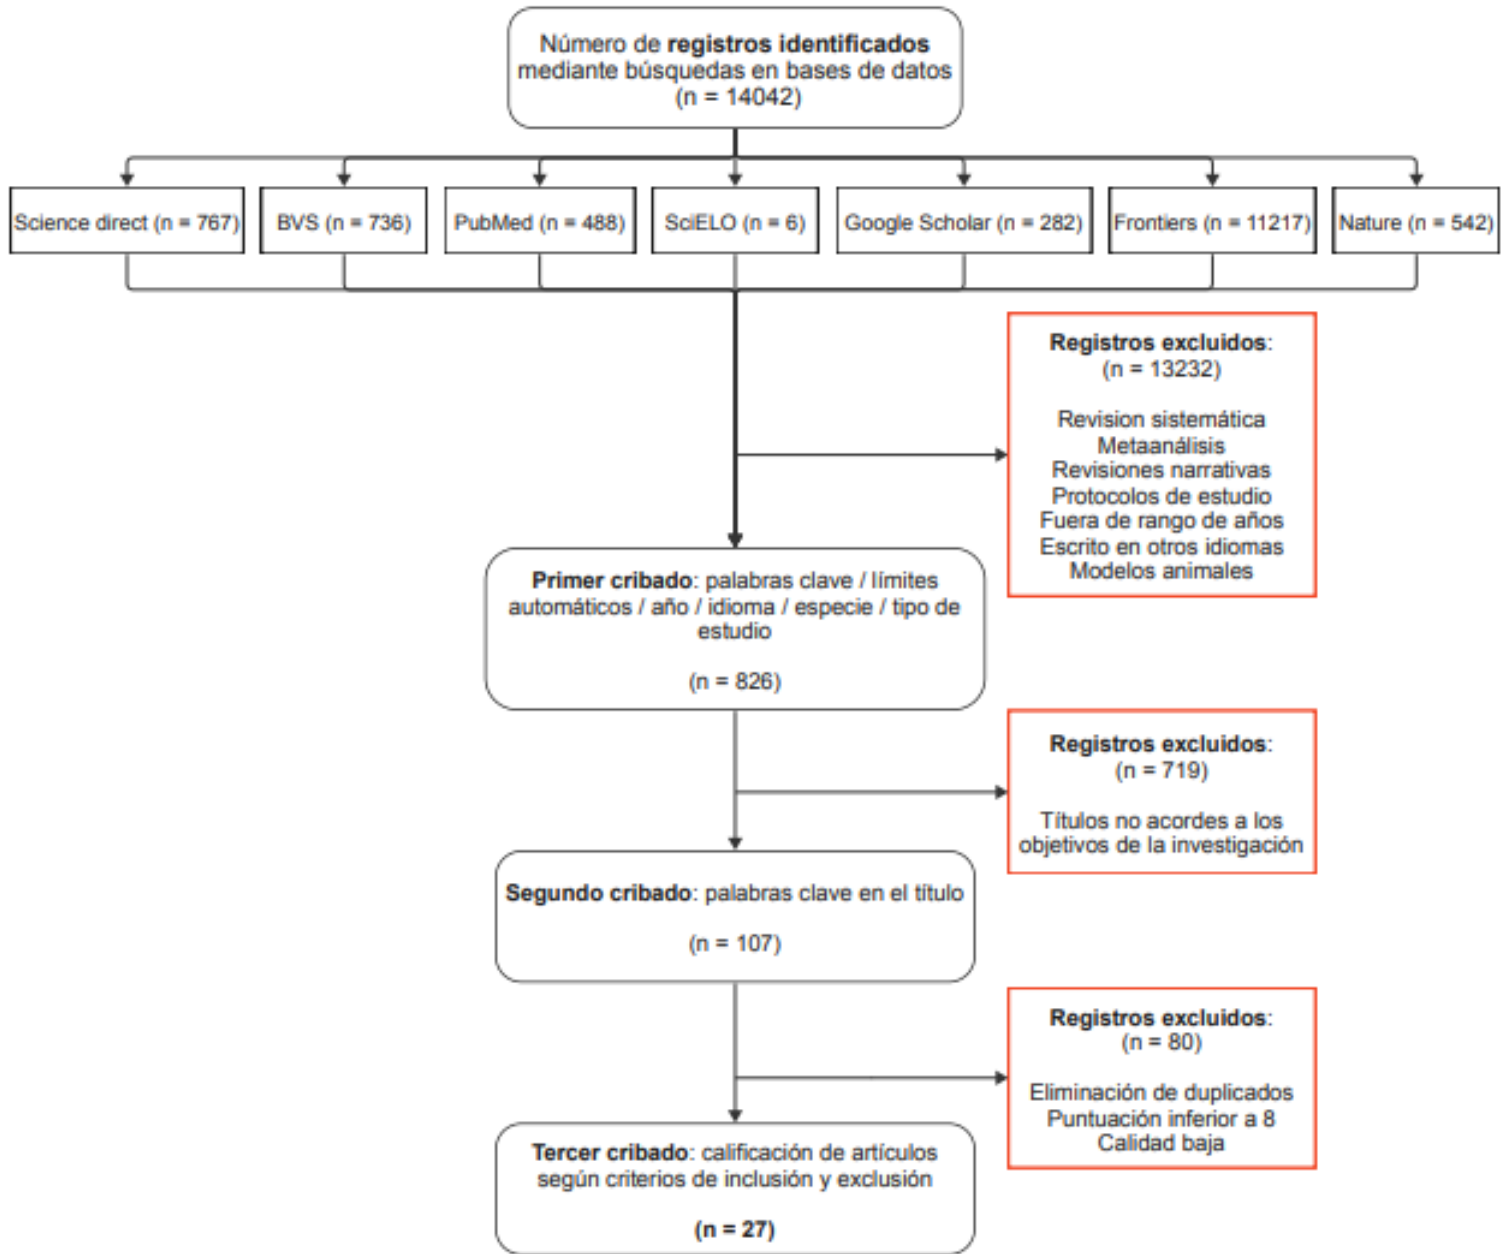 Número de registros identificados
mediante búsquedas en bases de datos
(n = 14042)
Science direct (n = 767)
BVS (n = 736)
PubMed (n = 488)
SciELO (n = 6)
Google Scholar (n = 282)
Frontiers (n = 11217)
Nature (n = 542)
Registros excluidos:
(n = 13232)
Revision sistemática
Metaanálisis
Revisiones narrativas
Protocolos de estudio
Fuera de rango de años
Escrito en otros idiomas
Modelos animales
Primer cribado: palabras clave / límites
automáticos / año / idioma / especie / tipo de
estudio
(n = 826)
Registros excluidos:
(n = 719)
Títulos no acordes a los
objetivos de la investigación
Segundo cribado: palabras clave en el título
(n = 107)
Registros excluidos:
(n = 80)
Eliminación de duplicados
Puntuación inferior a 8
Calidad baja
Tercer cribado: calificación de artículos
según criterios de inclusión y exclusión
(n = 27)